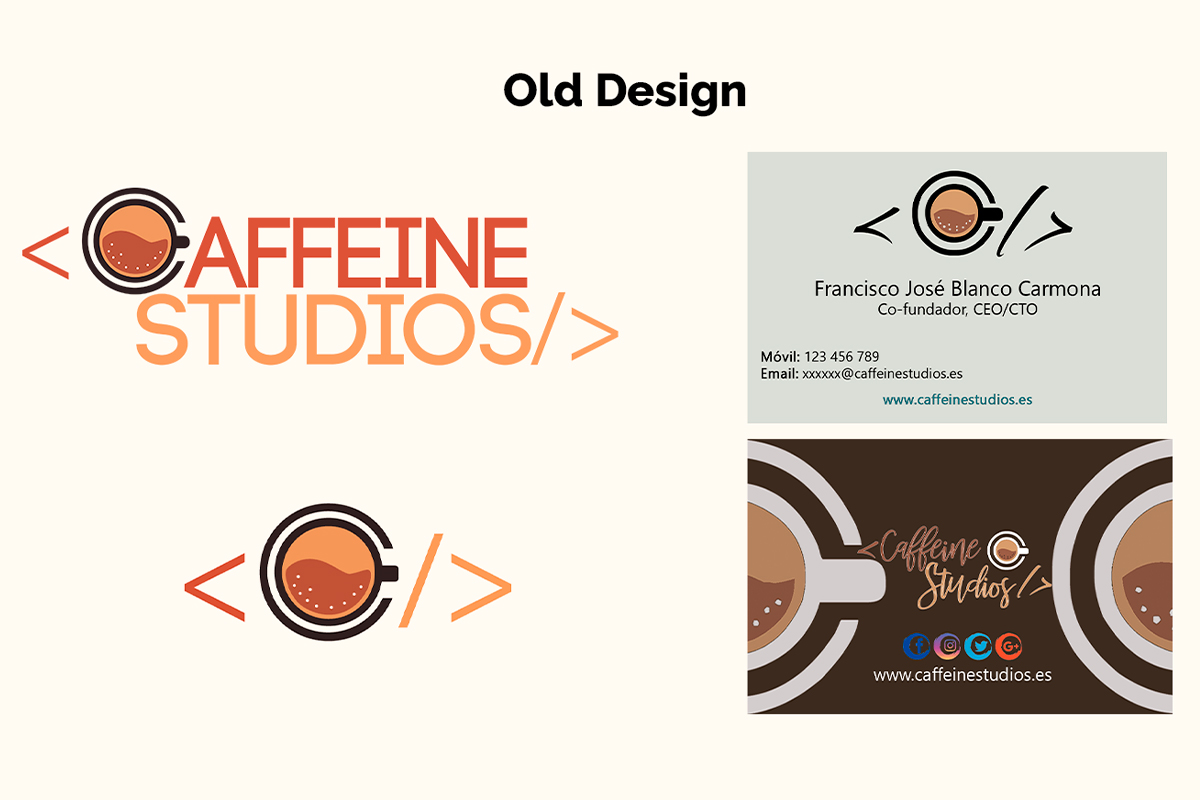 Old Design
< CAFFEINE
STUDIOS/>
< C/>
< C/>
Francisco José Blanco Carmona
Co-fundador, CEO/CTO
Móvil: 123 456 789
Email: xxxxxx@caffeinestudios.es
www.caffeinestudios.es
<Caffeine
Studios/>
www.caffeinestudios.es